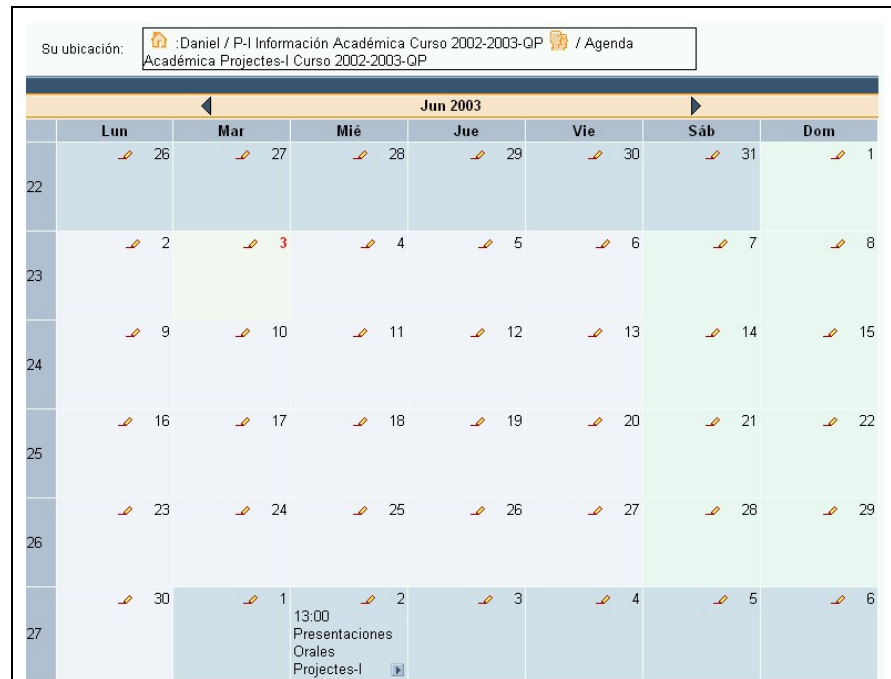 Su ubicación: :Daniel / P-I Información Académica Curso 2002-2003-QP / Agenda
Académica Projectes-I Curso 2002-2003-QP
Jun 2003
Lun Mar Mié Jue Vie Sáb Dom
22 26 27 28 29 30 31 1
23 2 3 4 5 6 7 8
24 9 10 11 12 13 14 15
25 16 17 18 19 20 21 22
26 23 24 25 26 27 28 29
27 30 1 2 3 4 5 6
13:00
Presentaciones
Orales
Projectes-I